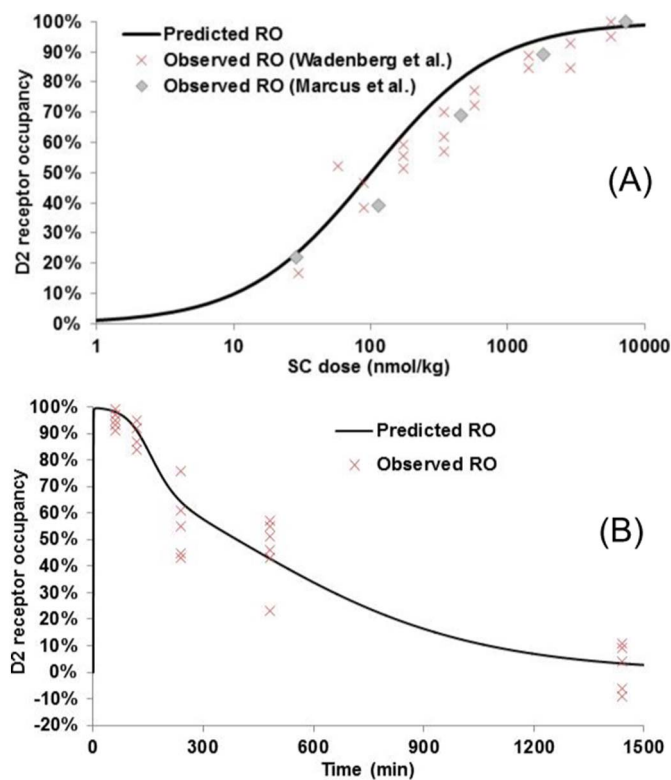 100%
90%
80%
70%
60%
50%
40%
30%
20%
10%
0%
D2 receptor occupancy
Predicted RO
Observed RO (Wadenberg et al.)
Observed RO (Marcus et al.)
(A)
1 10 100 1000 10000
SC dose (nmol/kg)
100%
90%
80%
70%
60%
50%
40%
30%
20%
10%
0%
-10%
-20%
D2 receptor occupancy
Predicted RO
Observed RO
(B)
0 300 600 900 1200 1500
Time (min)